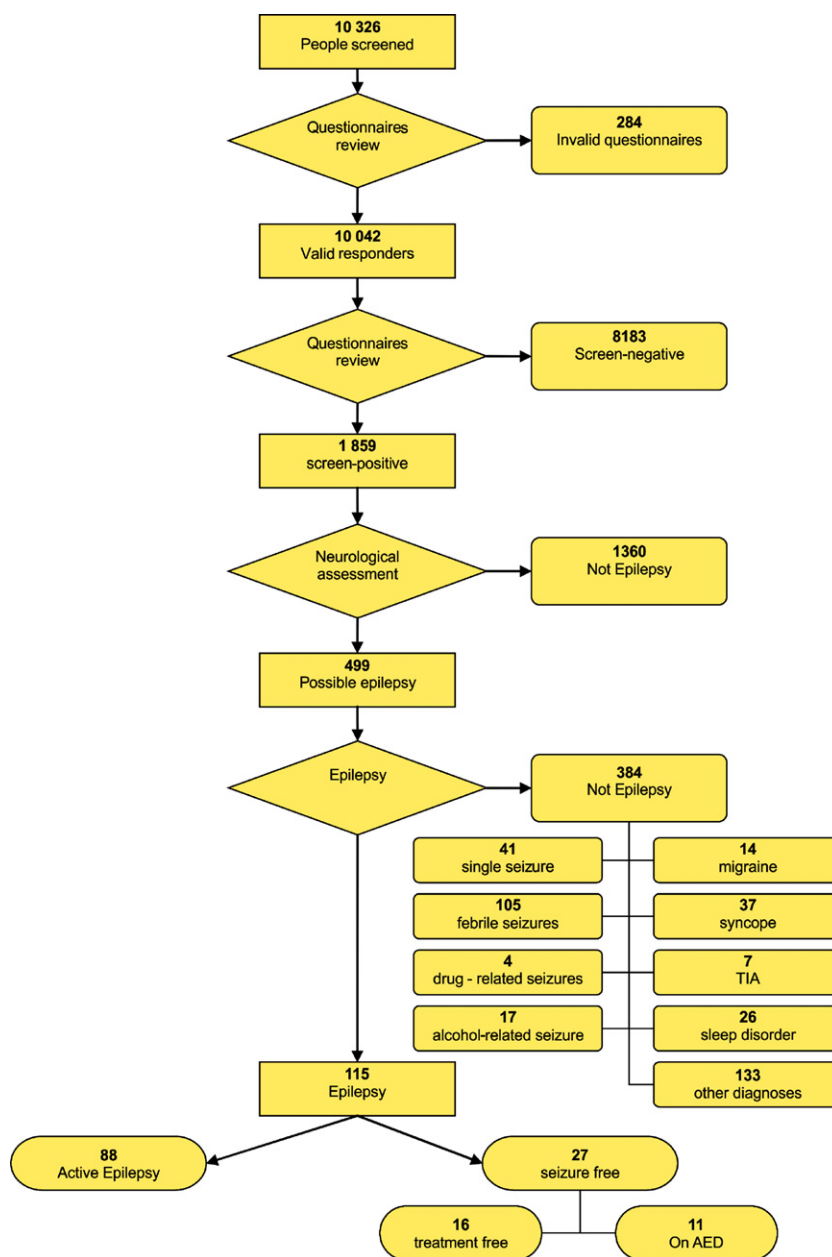 10 326
People screened
Questionnaires
review
284
Invalid questionnaires
10 042
Valid responders
Questionnaires
review
8183
Screen-negative
1 859
screen-positive
Neurological
assessment
1360
Not Epilepsy
499
Possible epilepsy
Epilepsy
384
Not Epilepsy
41
single seizure
14
migraine
105
febrile seizures
37
syncope
4
drug - related seizures
7
TIA
17
alcohol-related seizure
26
sleep disorder
133
other diagnoses
115
Epilepsy
88
Active Epilepsy
27
seizure free
16
treatment free
11
On AED